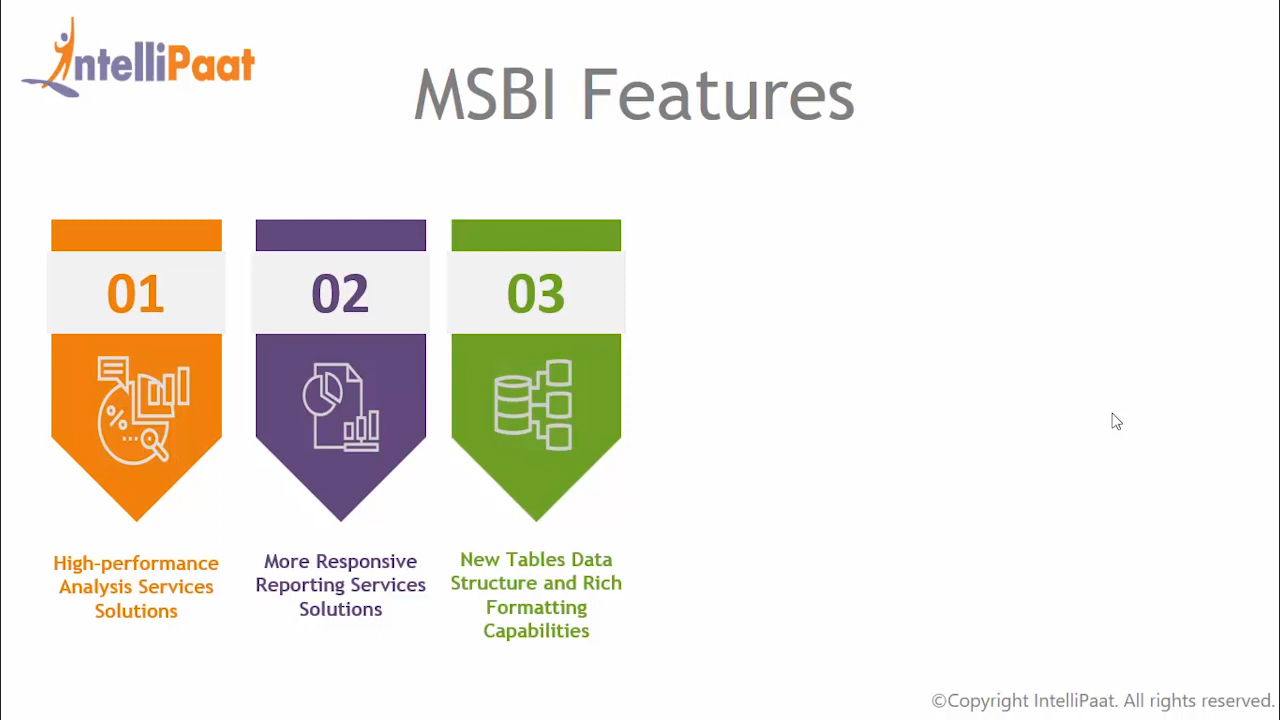 IntelliPaat
MSBI Features
01
02
03
%
High-performance
Analysis Services
Solutions
More Responsive
Reporting Services
Solutions
New Tables Data
Structure and Rich
Formatting
Capabilities
©Copyright IntelliPaat. All rights reserved.